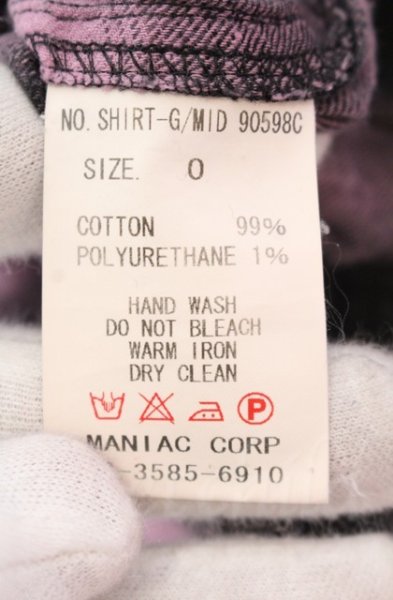 NO. SHIRT-G/MID 90598C
SIZE. 0
COTTON 99%
POLYURETHANE 1%
HAND WASH
DO NOT BLEACH
WARM IRON
DRY CLEAN
P
MANIAC CORP
-3585-6910